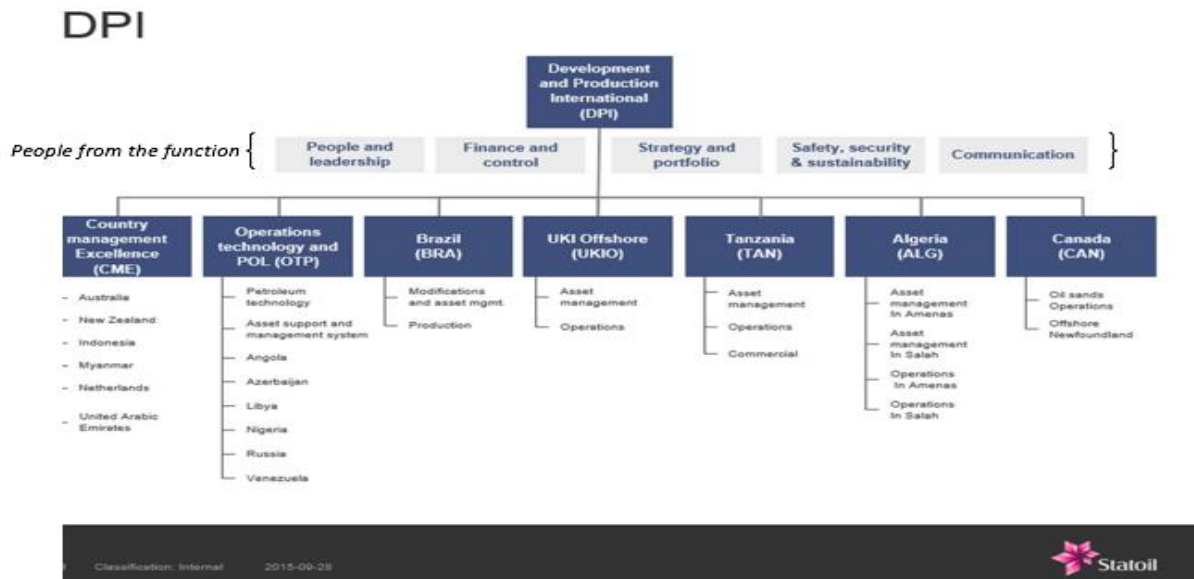 DPI
Development
and Production
International
(DPI)
People from the function
People and
leadership
Finance and
control
Strategy and
portfolio
Safety, security
& sustainability
Communication
Country
management
Excellence
(CME)
- Australia
- New Zealand
- Indonesia
- Myanmar
- Netherlands
- United Arabic
Emirates
Operations
technology and
POL (OTP)
Petroleum
technology
Asset support and
management system
Angola
Azerbaijan
Libya
Nigeria
Russia
Venezuela
Brazil
(BRA)
Modifications
and asset mgmt.
Production
UKI Offshore
(UKIO)
Asset
management
Operations
Tanzania
(TAN)
Asset
management
Operations
Commercial
Algeria
(ALG)
Asset
management
In Amenas
Asset
management
In Salah
Operations
In Amenas
Operations
In Salah
Canada
(CAN)
Oil sands
Operations
Offshore
Newfoundland
Classification: Internal 2015-09-28
Statoil